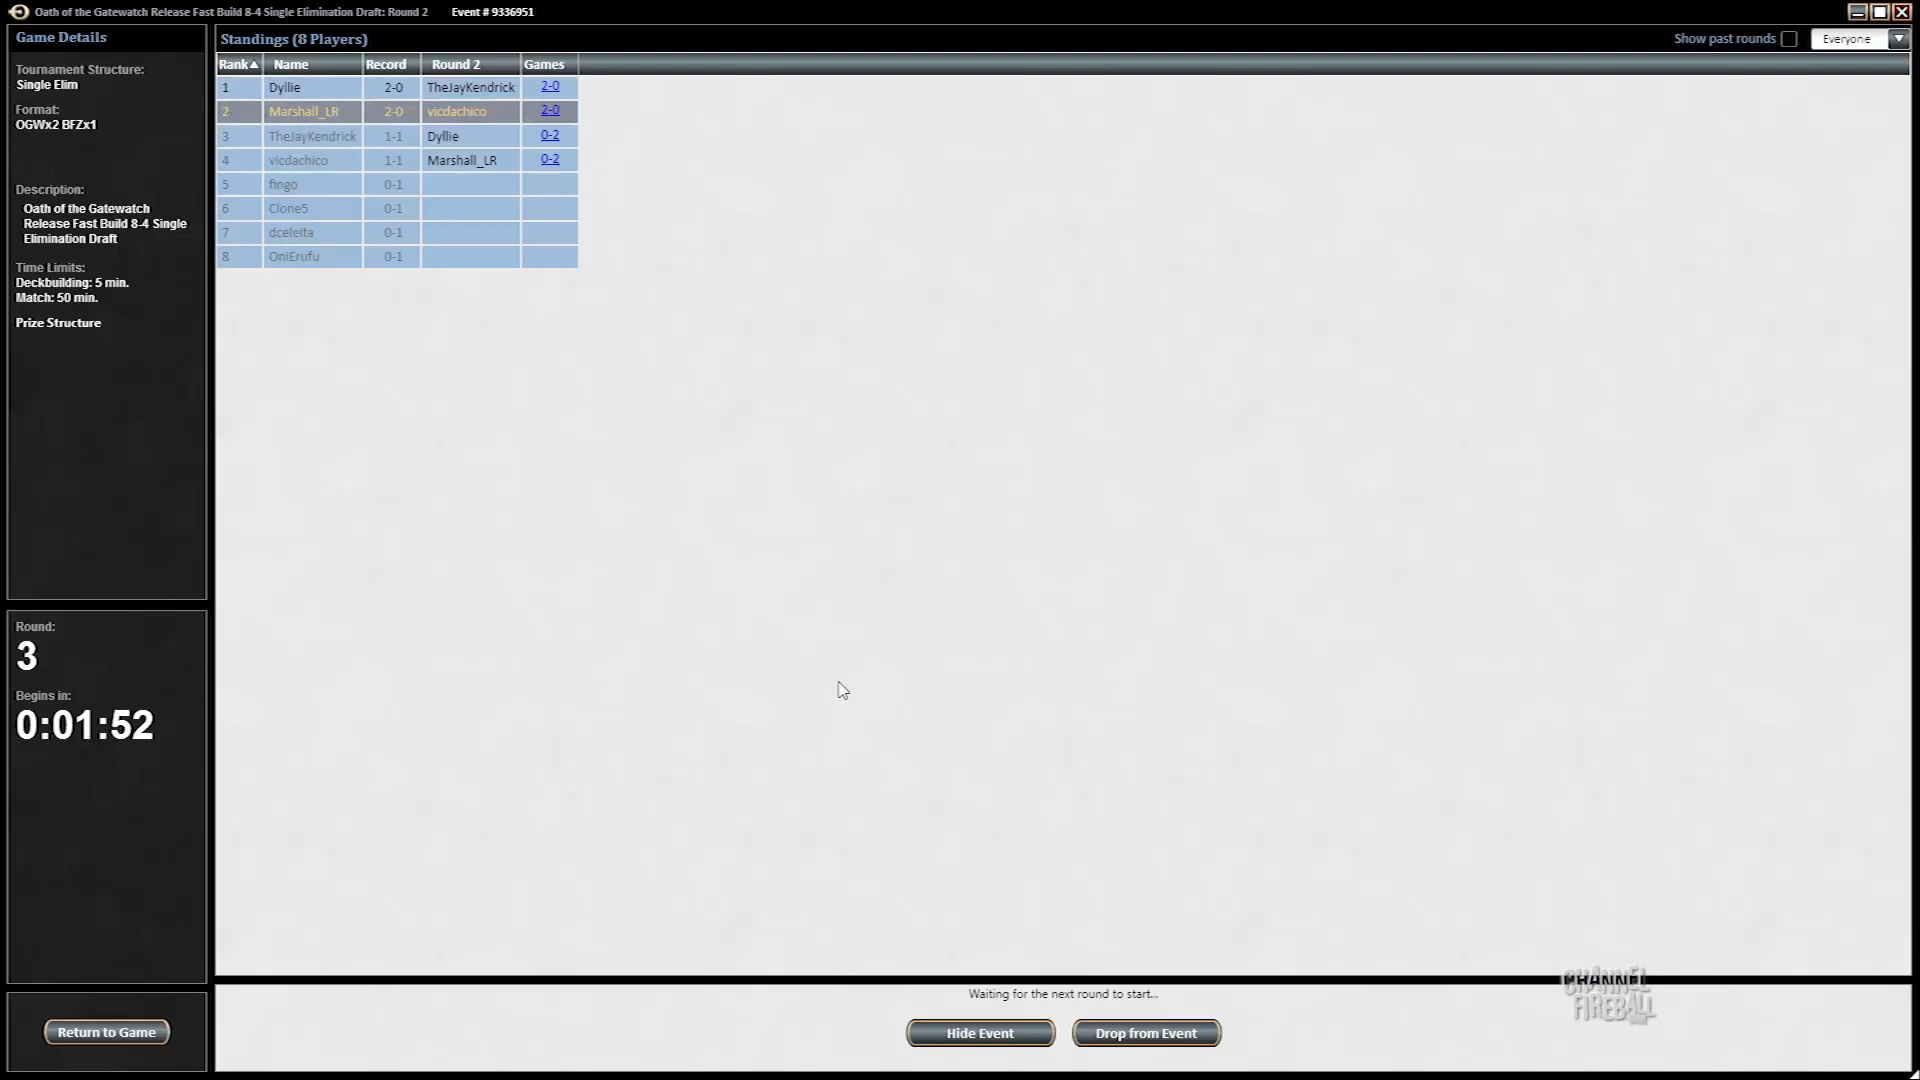 Oath of the Gatewatch Release Fast Build 8-4 Single Elimination Draft: Round 2 Event # 9336951
Game Details
Tournament Structure:
Single Elim
Format:
OGWx2 BFZx1
Description:
Oath of the Gatewatch
Release Fast Build 8-4 Single
Elimination Draft
Time Limits:
Deckbuilding: 5 min.
Match: 50 min.
Prize Structure
Round:
3
Begins in:
0:01:52
Return to Game
Standings (8 Players)
Show past rounds Everyone
Rank Name Record Round 2 Games
1 Dyllie 2-0 TheJayKendrick 2-0
2 Marshall_LR 2-0 vicdachico 2-0
3 TheJayKendrick 1-1 Dyllie 0-2
4 vicdachico 1-1 Marshall_LR 0-2
5 fingo 0-1
6 Clone5 0-1
7 dceleita 0-1
8 OniErufu 0-1
Waiting for the next round to start...
Hide Event Drop from Event
CHANNEL
FIREBALL